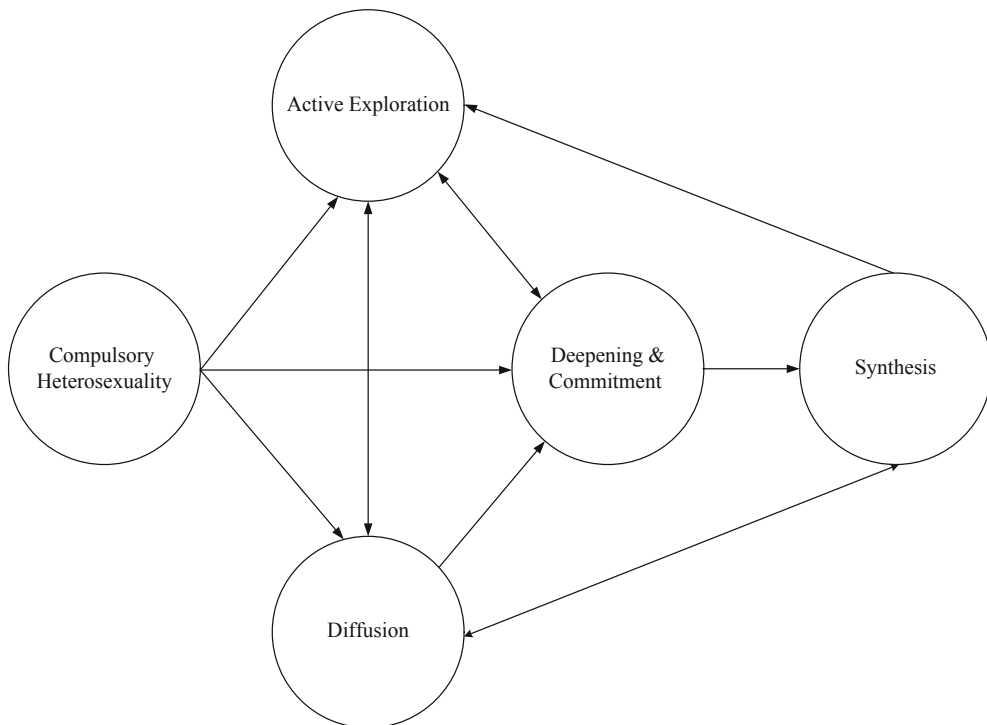 Active Exploration
Compulsory
Heterosexuality
Deepening &
Commitment
Synthesis
Diffusion